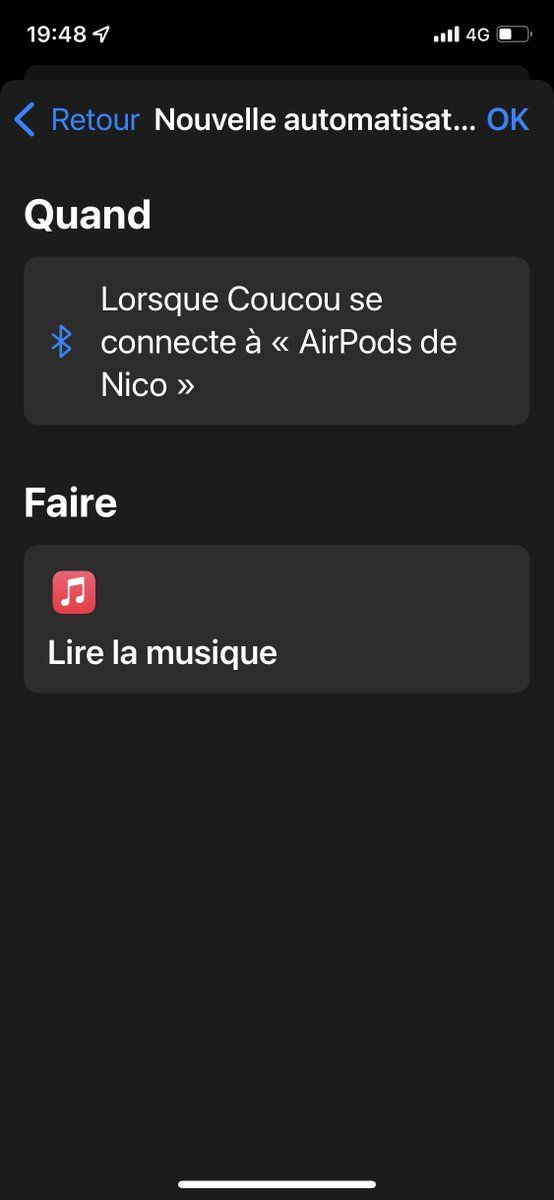 19:48
4G
Retour Nouvelle automatisat... OK
Quand
Lorsque Coucou se
connecte à « AirPods de
Nico »
Faire
Lire la musique